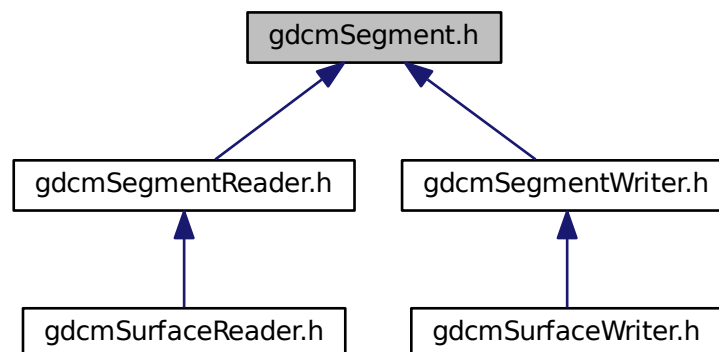 gdcmSegment.h
gdcmSegmentReader.h
gdcmSegmentWriter.h
gdcmSurfaceReader.h
gdcmSurfaceWriter.h